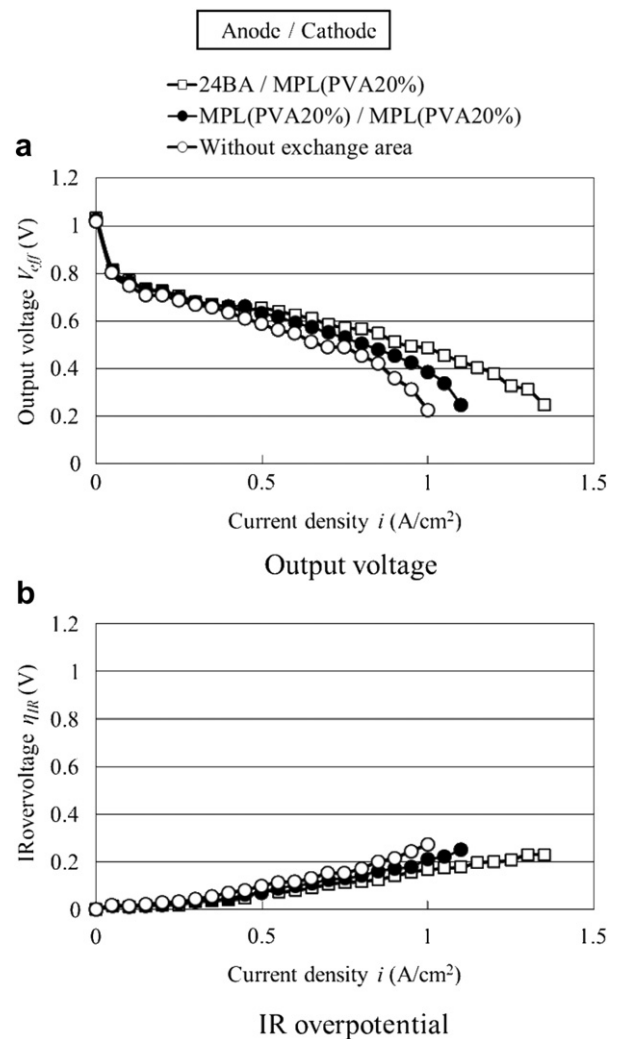 Anode / Cathode
24BA / MPL(PVA20%)
MPL(PVA20%) / MPL(PVA20%)
Without exchange area
a
1.2
1
0.8
0.6
0.4
0.2
0
Output voltage Veff (V)
0 0.5 1 1.5
Current density i (A/cm²)
Output voltage
b
1.2
1
0.8
0.6
0.4
0.2
0
IRovervoltage ηIR (V)
0 0.5 1 1.5
Current density i (A/cm²)
IR overpotential